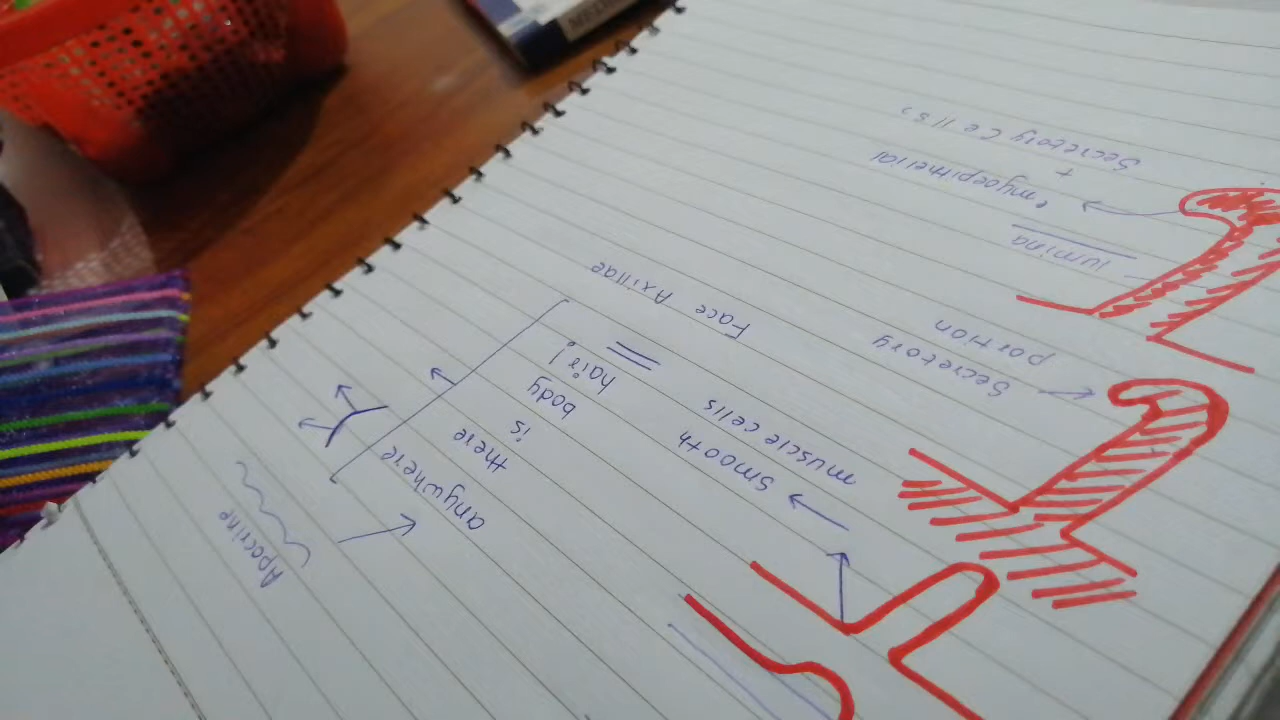 Apocrine
anywhere
there
is
body
hair!
Face Axillae
Smooth
muscle cells
Secretory
portion
lumina
myoepithelial
+
Secretory cells